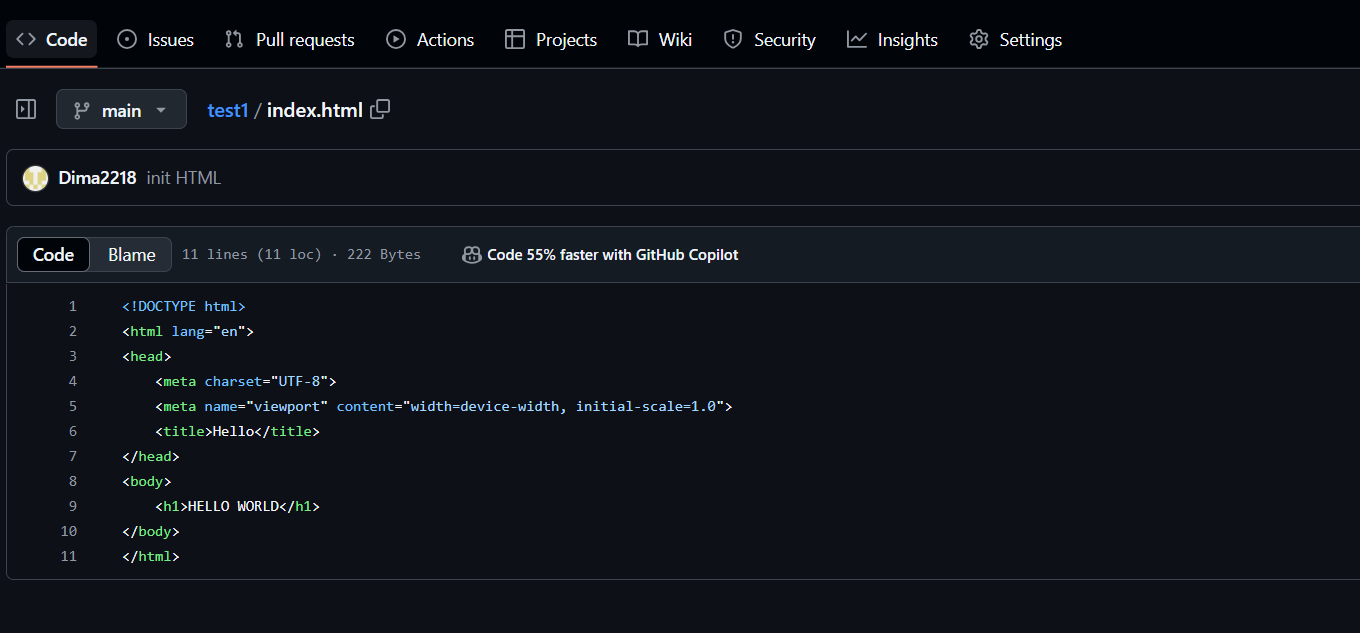 Code Issues Pull requests Actions Projects Wiki Security Insights Settings
main test1 / index.html
Dima2218 init HTML
Code Blame 11 lines (11 loc) · 222 Bytes Code 55% faster with GitHub Copilot
1 <!DOCTYPE html>
2 <html lang="en">
3 <head>
4     <meta charset="UTF-8">
5     <meta name="viewport" content="width=device-width, initial-scale=1.0">
6     <title>Hello</title>
7 </head>
8 <body>
9     <h1>HELLO WORLD</h1>
10 </body>
11 </html>